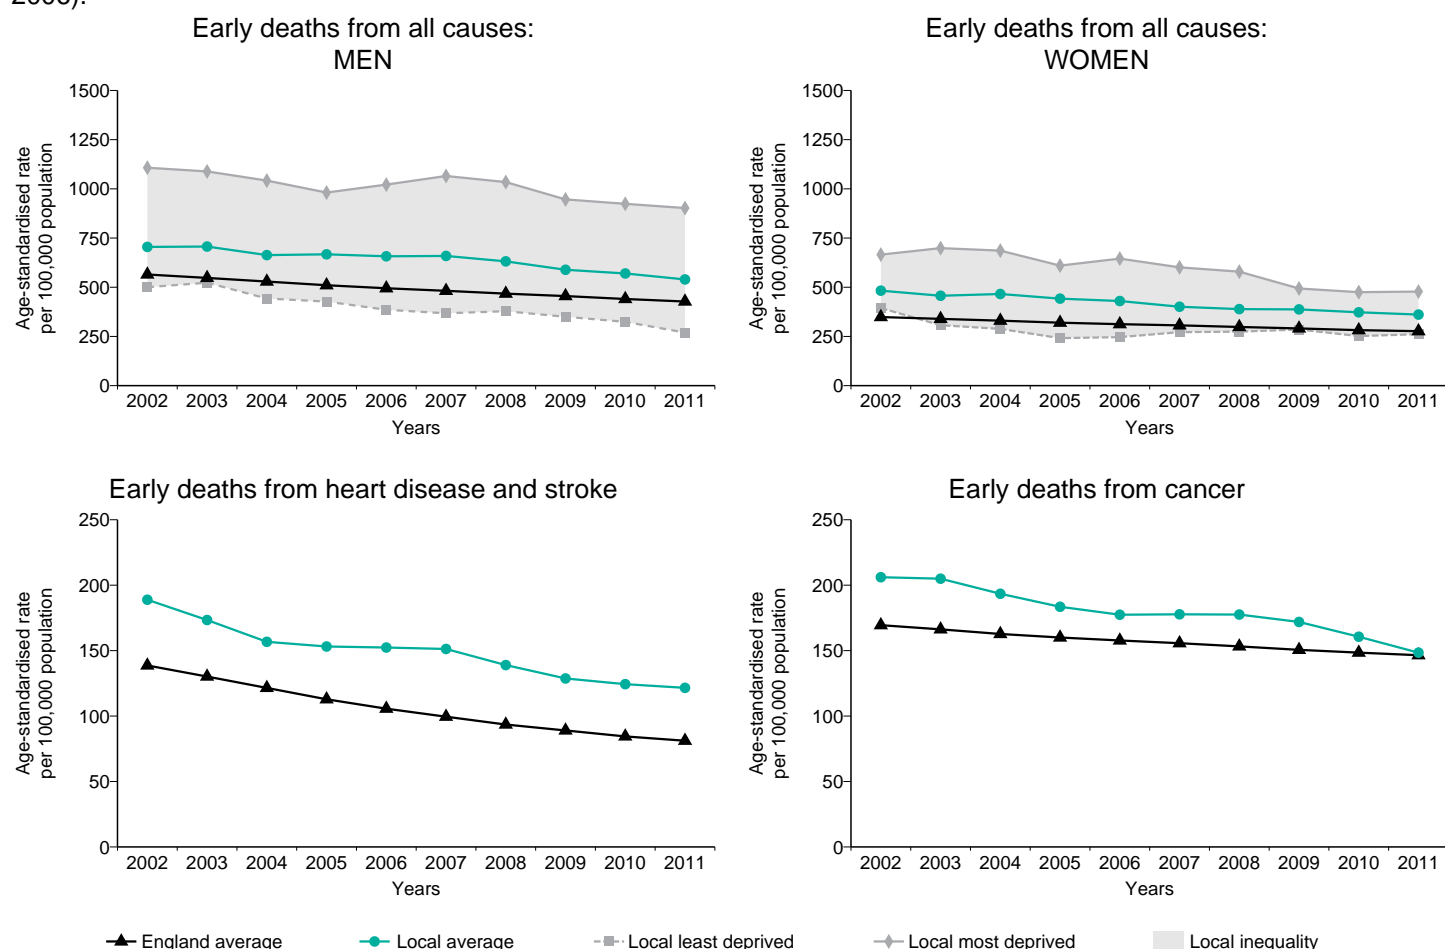 Early deaths from all causes:
MEN
1500
1250
1000
750
500
250
0
Age-standardised rate
per 100,000 population
2002 2003 2004 2005 2006 2007 2008 2009 2010 2011
Years
Early deaths from all causes:
WOMEN
1500
1250
1000
750
500
250
0
Age-standardised rate
per 100,000 population
2002 2003 2004 2005 2006 2007 2008 2009 2010 2011
Years
Early deaths from heart disease and stroke
250
200
150
100
50
0
Age-standardised rate
per 100,000 population
2002 2003 2004 2005 2006 2007 2008 2009 2010 2011
Years
Early deaths from cancer
250
200
150
100
50
0
Age-standardised rate
per 100,000 population
2002 2003 2004 2005 2006 2007 2008 2009 2010 2011
Years
England average Local average Local least deprived Local most deprived Local inequality